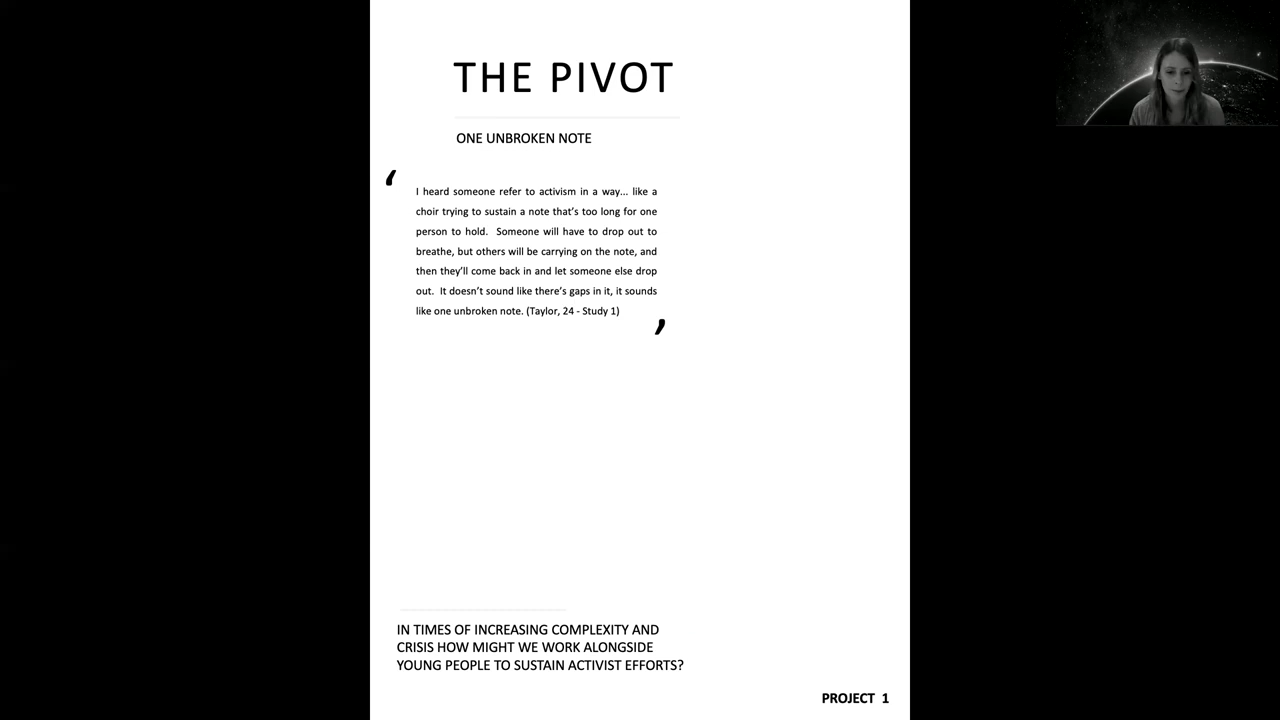 THE PIVOT
ONE UNBROKEN NOTE
‘
I heard someone refer to activism in a way... like a
choir trying to sustain a note that’s too long for one
person to hold.  Someone will have to drop out to
breathe, but others will be carrying on the note, and
then they’ll come back in and let someone else drop
out.  It doesn’t sound like there’s gaps in it, it sounds
like one unbroken note. (Taylor, 24 - Study 1)
’
IN TIMES OF INCREASING COMPLEXITY AND
CRISIS HOW MIGHT WE WORK ALONGSIDE
YOUNG PEOPLE TO SUSTAIN ACTIVIST EFFORTS?
PROJECT  1